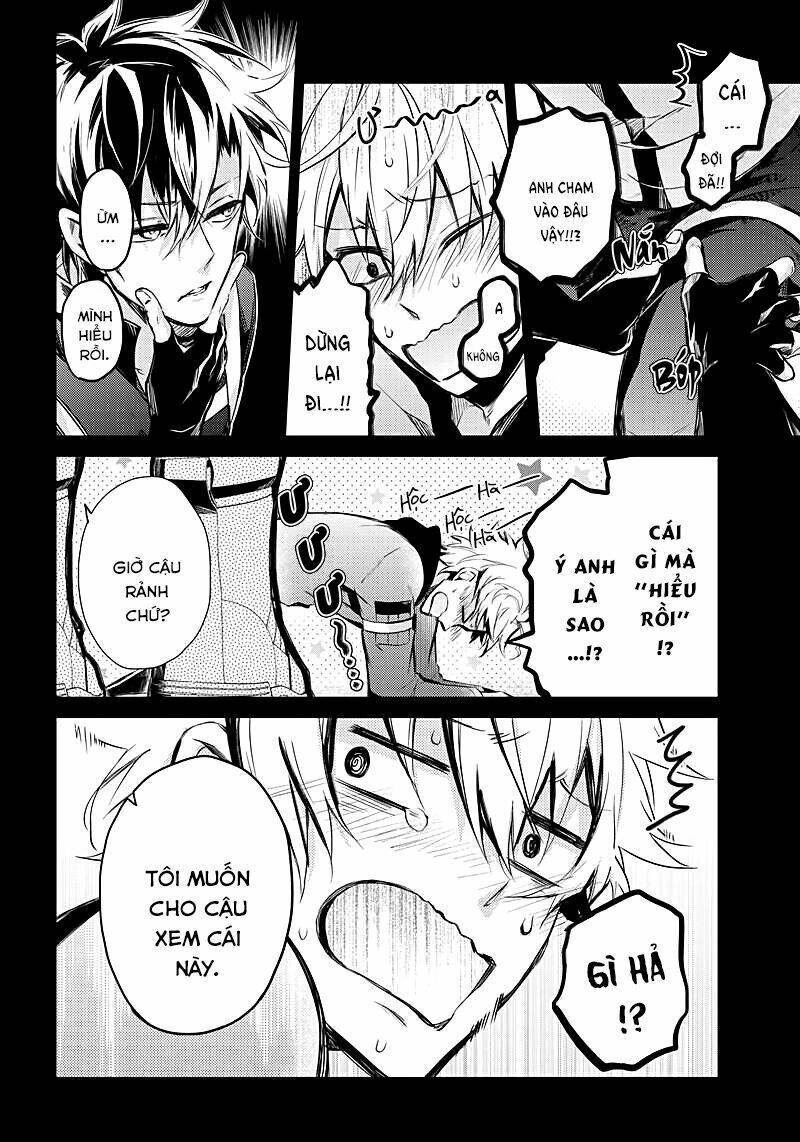 CÁI
...
ĐỢI
ĐÃ!!
Nắn
Bóp
ANH CHẠM
VÀO ĐÂU
VẬY!!?
Ư~a
A
KHÔNG
DỪNG
LẠI
ĐI...!!
ỪM
...
MÌNH
HIỂU
RỒI.
CÁI
GÌ MÀ
"HIỂU
RỒI"
!?
Ý ANH
LÀ
SAO
...!?
Hộc — Hà
Hộc — Hà
Ư Ư Ư~...
GIỜ CẬU
RẢNH
CHỨ?
GÌ HẢ
!?
TÔI MUỐN
CHO CẬU
XEM CÁI
NÀY.